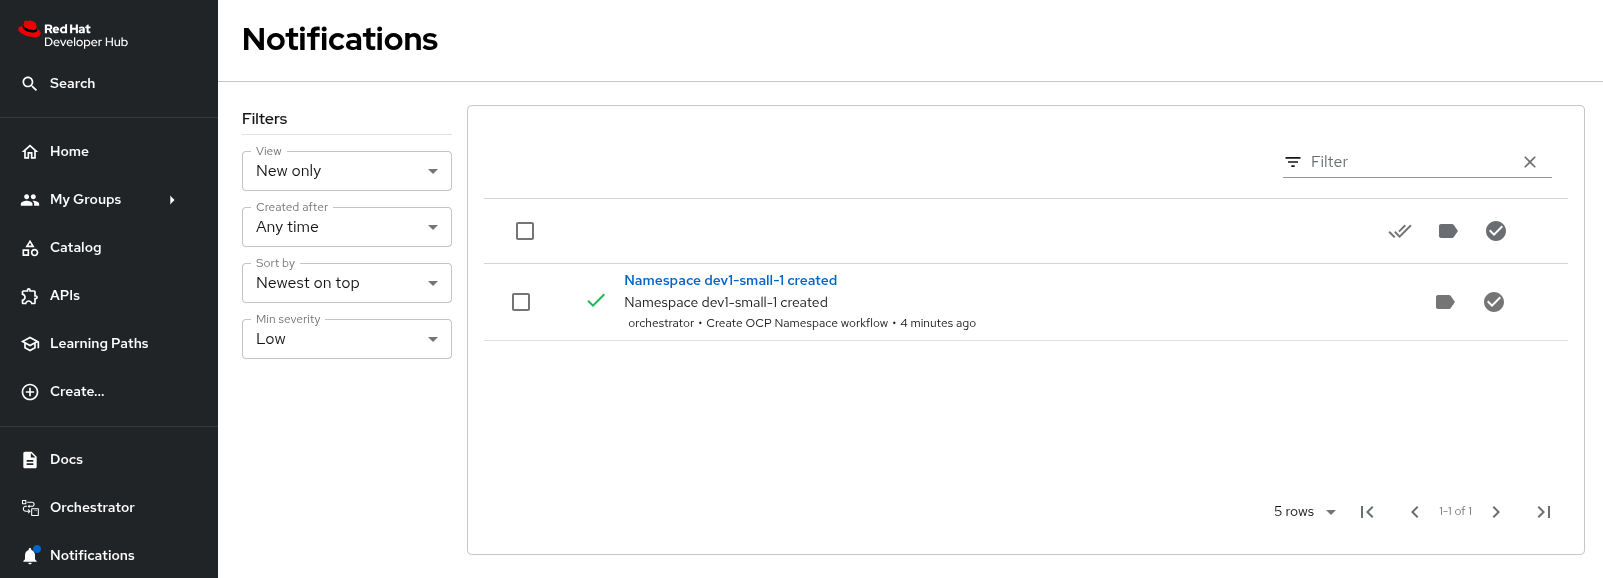 Red Hat
Developer Hub
Search
Home
My Groups
Catalog
APIs
Learning Paths
Create...
Docs
Orchestrator
Notifications
Notifications
Filters
View
New only
Created after
Any time
Sort by
Newest on top
Min severity
Low
Filter
Namespace dev1-small-1 created
Namespace dev1-small-1 created
orchestrator • Create OCP Namespace workflow • 4 minutes ago
5 rows
1-1 of 1